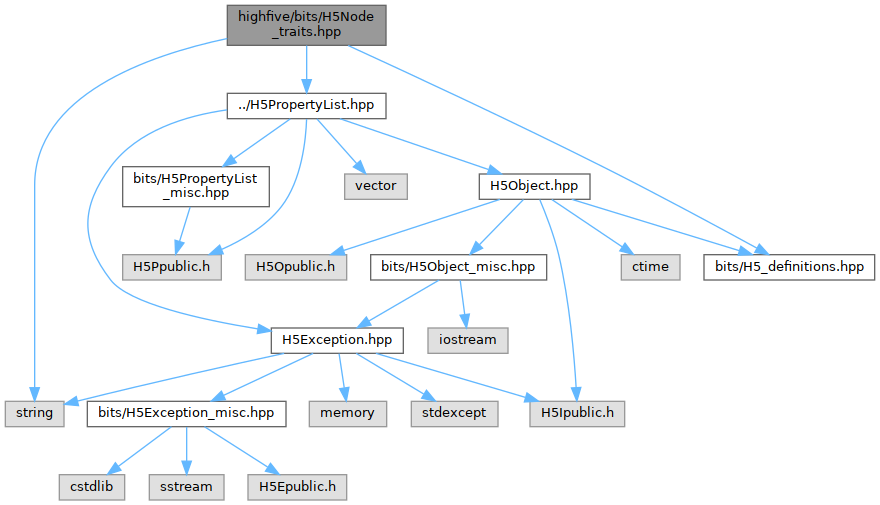 highfive/bits/H5Node
_traits.hpp
../H5PropertyList.hpp
bits/H5PropertyList
_misc.hpp
vector
H5Object.hpp
H5Ppublic.h
H5Opublic.h
bits/H5Object_misc.hpp
ctime
bits/H5_definitions.hpp
H5Exception.hpp
iostream
string
bits/H5Exception_misc.hpp
memory
stdexcept
H5Ipublic.h
cstdlib
sstream
H5Epublic.h